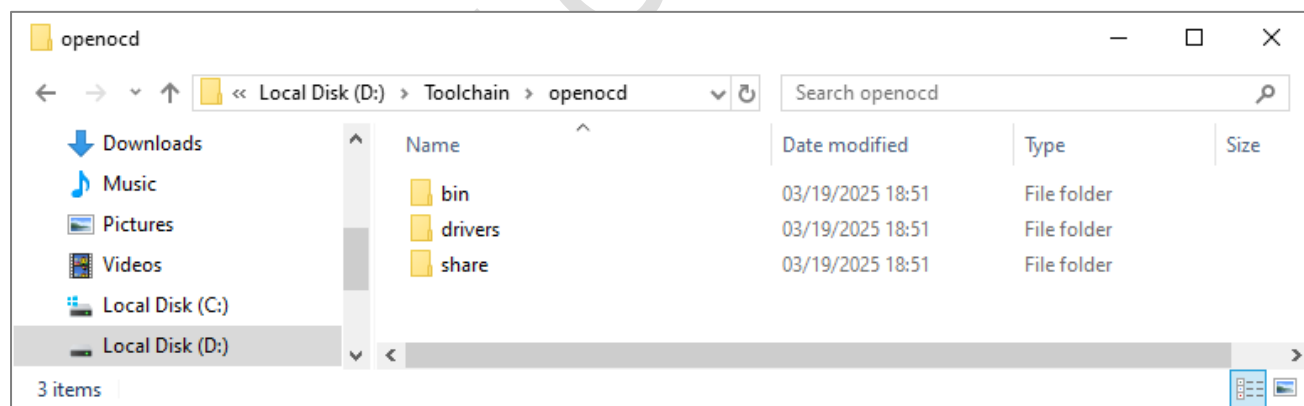 openocd
« Local Disk (D:) > Toolchain > openocd
Search openocd
Downloads
Music
Pictures
Videos
Local Disk (C:)
Local Disk (D:)
Name Date modified Type Size
bin 03/19/2025 18:51 File folder
drivers 03/19/2025 18:51 File folder
share 03/19/2025 18:51 File folder
3 items